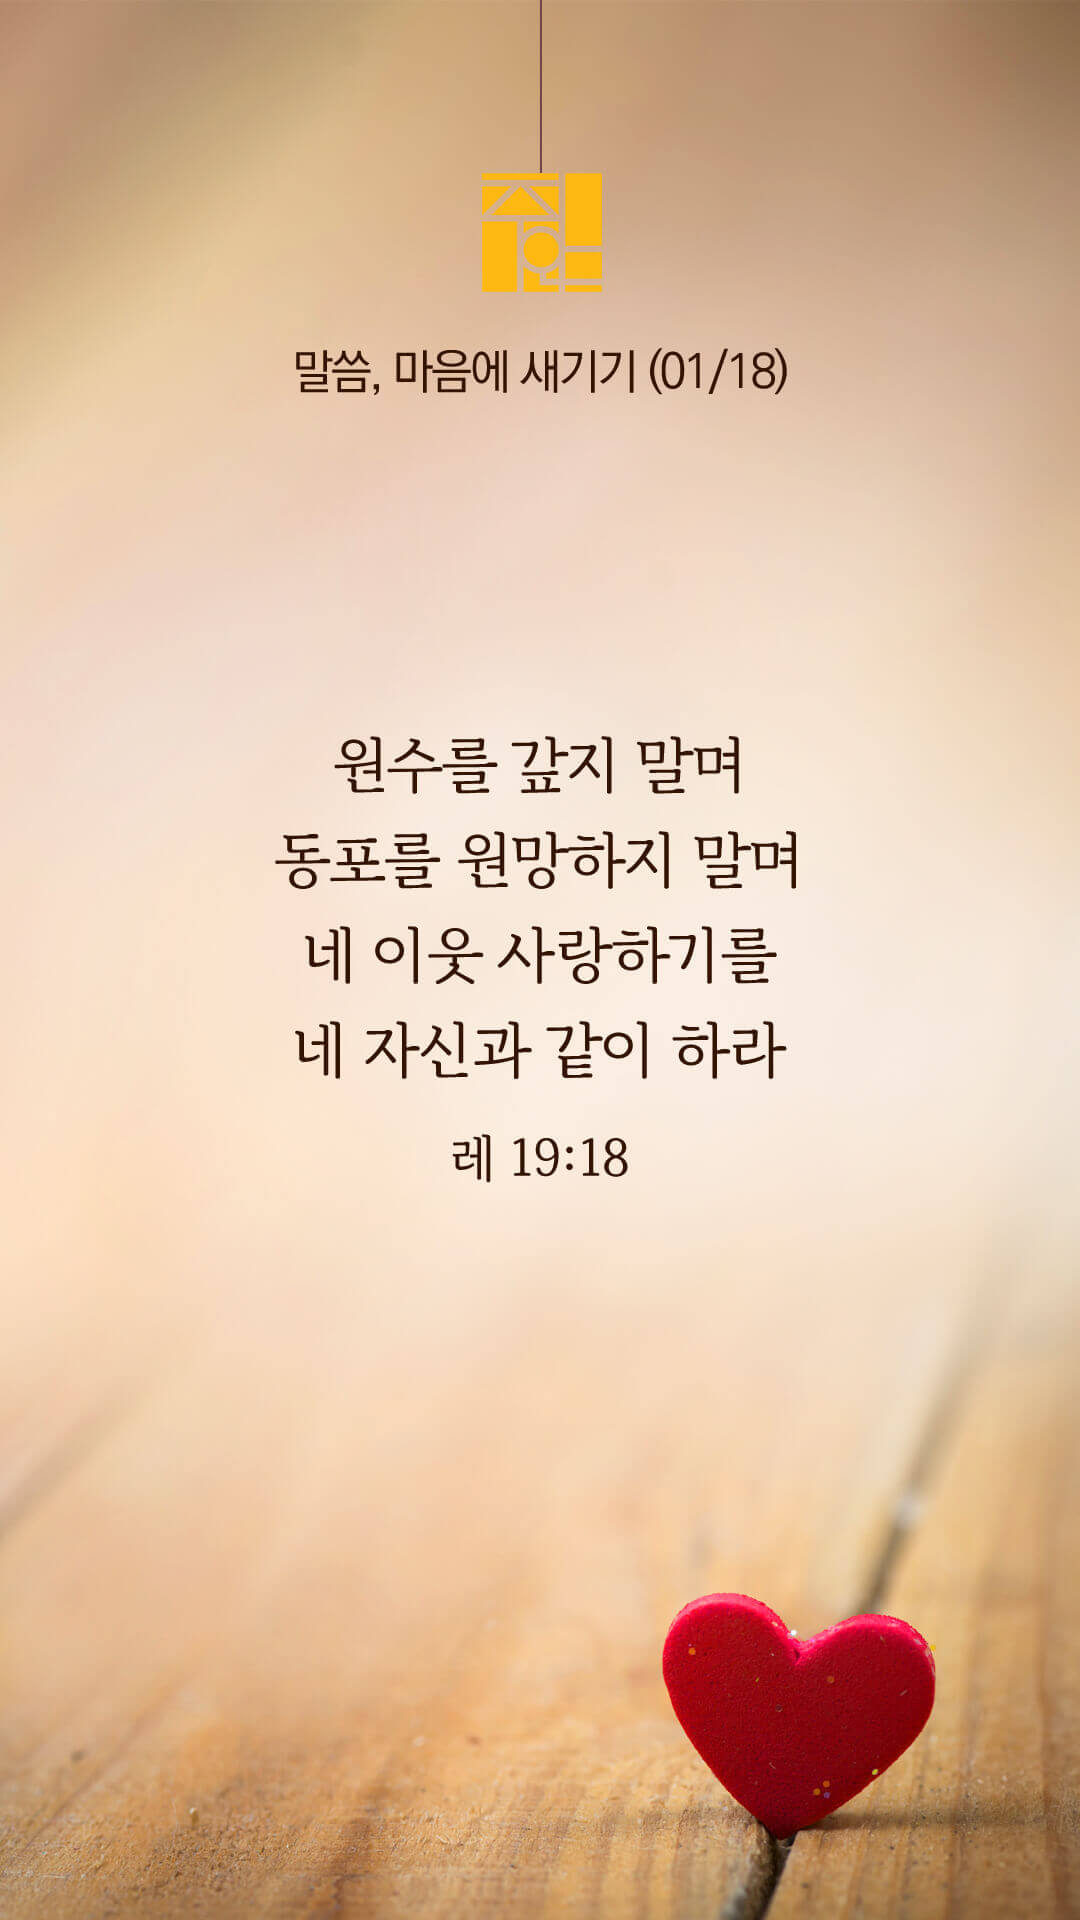 말씀, 마음에 새기기 (01/18)
원수를 갚지 말며
동포를 원망하지 말며
네 이웃 사랑하기를
네 자신과 같이 하라
레 19:18